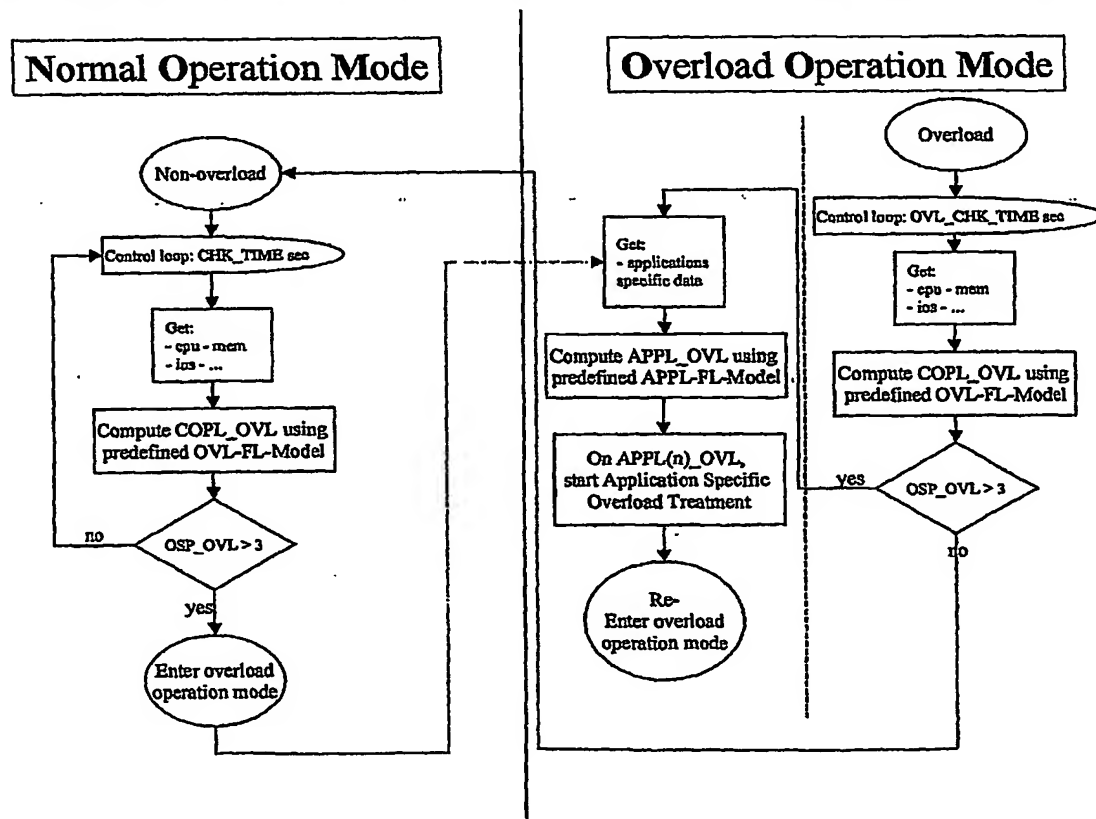 Normal Operation Mode
Non-overload
Control loop: CHK_TIME sec
Get:
- cpu - mem
- ios - ...
Compute COPL_OVL using
predefined OVL-FL-Model
OSP_OVL > 3
no
yes
Enter overload
operation mode
Overload Operation Mode
Get:
- applications
specific data
Compute APPL_OVL using
predefined APPL-FL-Model
On APPL(n)_OVL,
start Application Specific
Overload Treatment
Re-
Enter overload
operation mode
Overload
Control loop: OVL_CHK_TIME sec
Get:
- cpu - mem
- ios - ...
Compute COPL_OVL using
predefined OVL-FL-Model
OSP_OVL > 3
yes
no